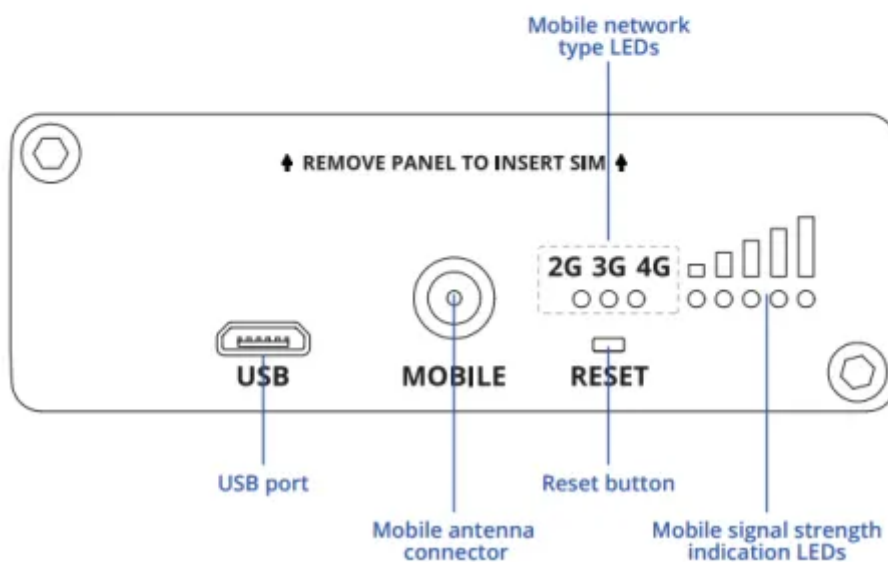 Mobile network
type LEDs
REMOVE PANEL TO INSERT SIM
2G 3G 4G
USB
MOBILE
RESET
USB port
Reset button
Mobile antenna
connector
Mobile signal strength
indication LEDs